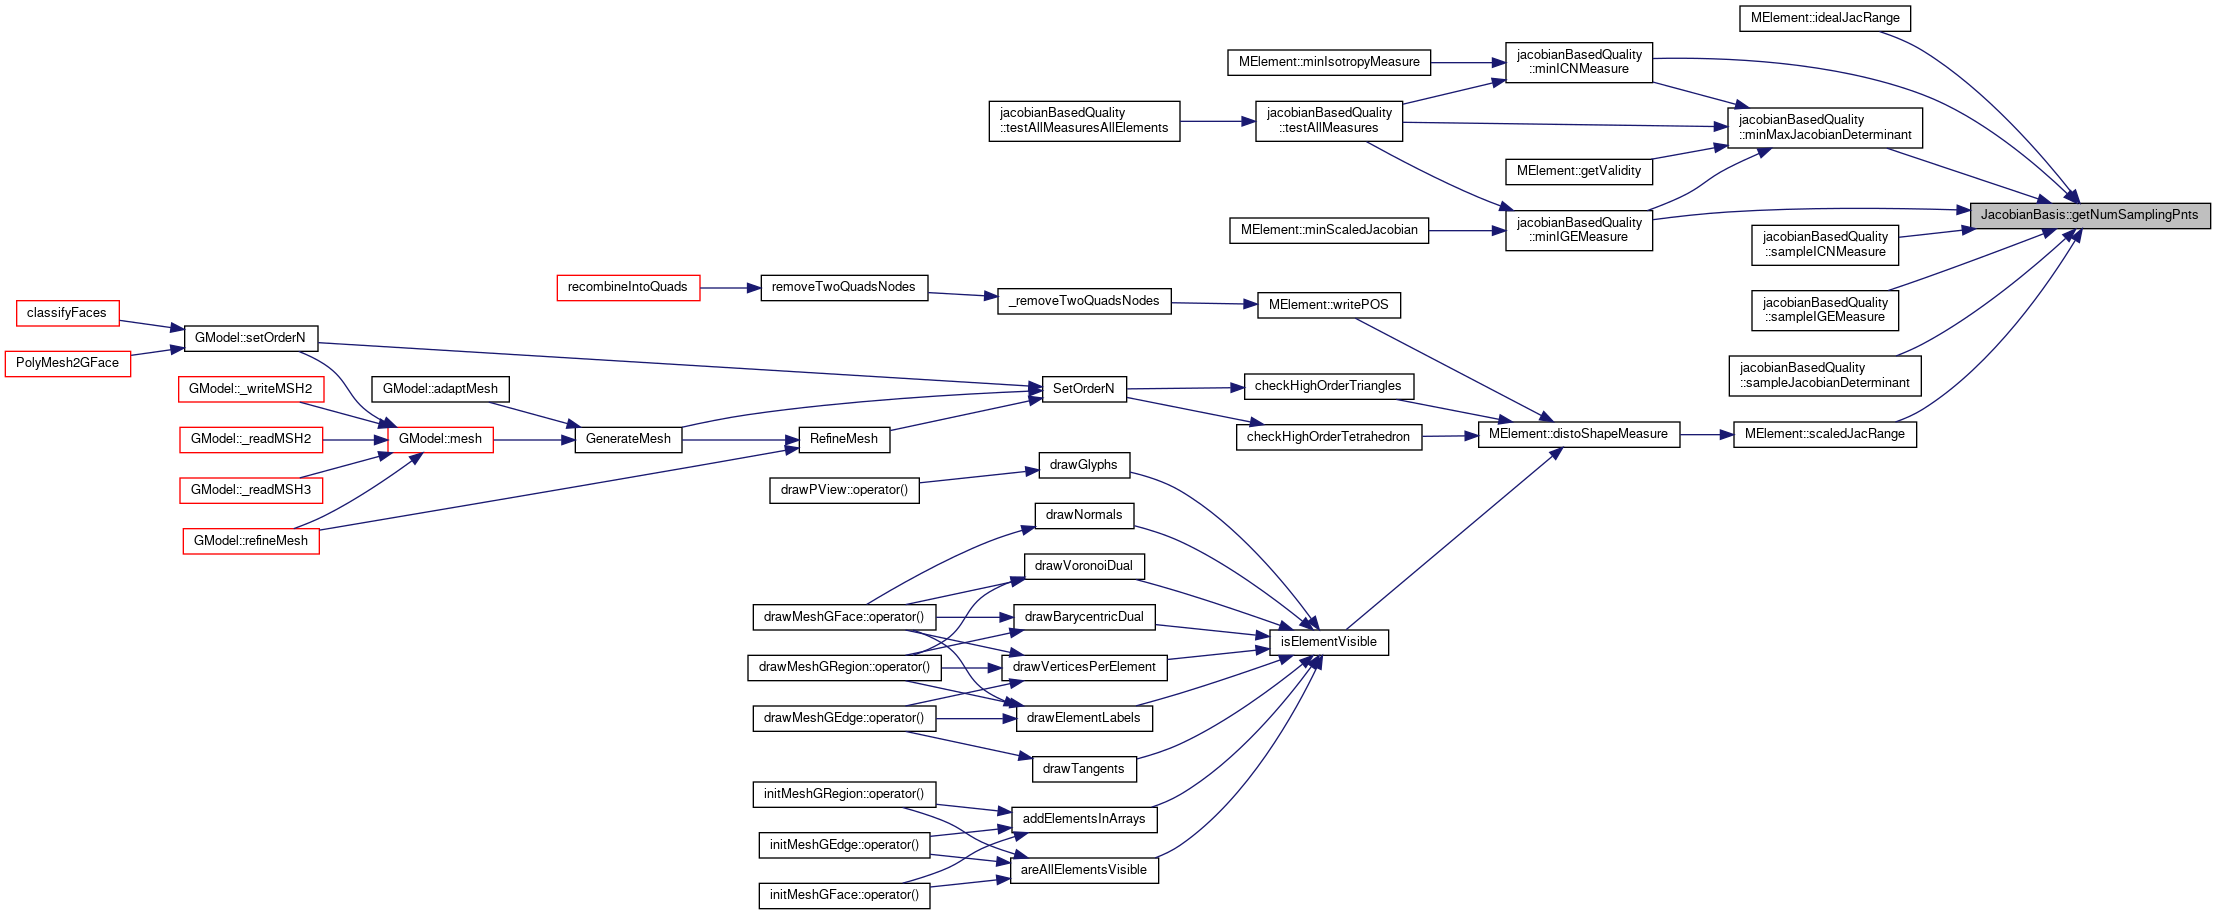 MElement::idealJacRange
jacobianBasedQuality
::minICNMeasure
MElement::minIsotropyMeasure
jacobianBasedQuality
::testAllMeasuresAllElements
jacobianBasedQuality
::testAllMeasures
jacobianBasedQuality
::minMaxJacobianDeterminant
MElement::getValidity
JacobianBasis::getNumSamplingPnts
MElement::minScaledJacobian
jacobianBasedQuality
::minIGEMeasure
jacobianBasedQuality
::sampleICNMeasure
recombineIntoQuads
removeTwoQuadsNodes
_removeTwoQuadsNodes
MElement::writePOS
jacobianBasedQuality
::sampleIGEMeasure
classifyFaces
GModel::setOrderN
PolyMesh2GFace
jacobianBasedQuality
::sampleJacobianDeterminant
GModel::_writeMSH2
GModel::adaptMesh
SetOrderN
checkHighOrderTriangles
GModel::_readMSH2
GModel::mesh
GenerateMesh
RefineMesh
checkHighOrderTetrahedron
MElement::distoShapeMeasure
MElement::scaledJacRange
GModel::_readMSH3
drawPView::operator()
drawGlyphs
GModel::refineMesh
drawNormals
drawVoronoiDual
drawMeshGFace::operator()
drawBarycentricDual
isElementVisible
drawMeshGRegion::operator()
drawVerticesPerElement
drawMeshGEdge::operator()
drawElementLabels
drawTangents
initMeshGRegion::operator()
addElementsInArrays
initMeshGEdge::operator()
areAllElementsVisible
initMeshGFace::operator()